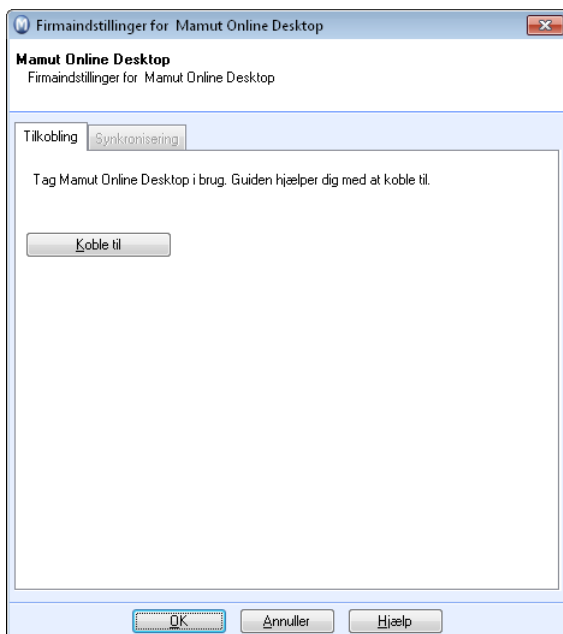 Firmaindstillinger for Mamut Online Desktop
Mamut Online Desktop
Firmaindstillinger for Mamut Online Desktop
Tilkobling
Synkronisering
Tag Mamut Online Desktop i brug. Guiden hjælper dig med at koble til.
Koble til
OK
Annuller
Hjælp